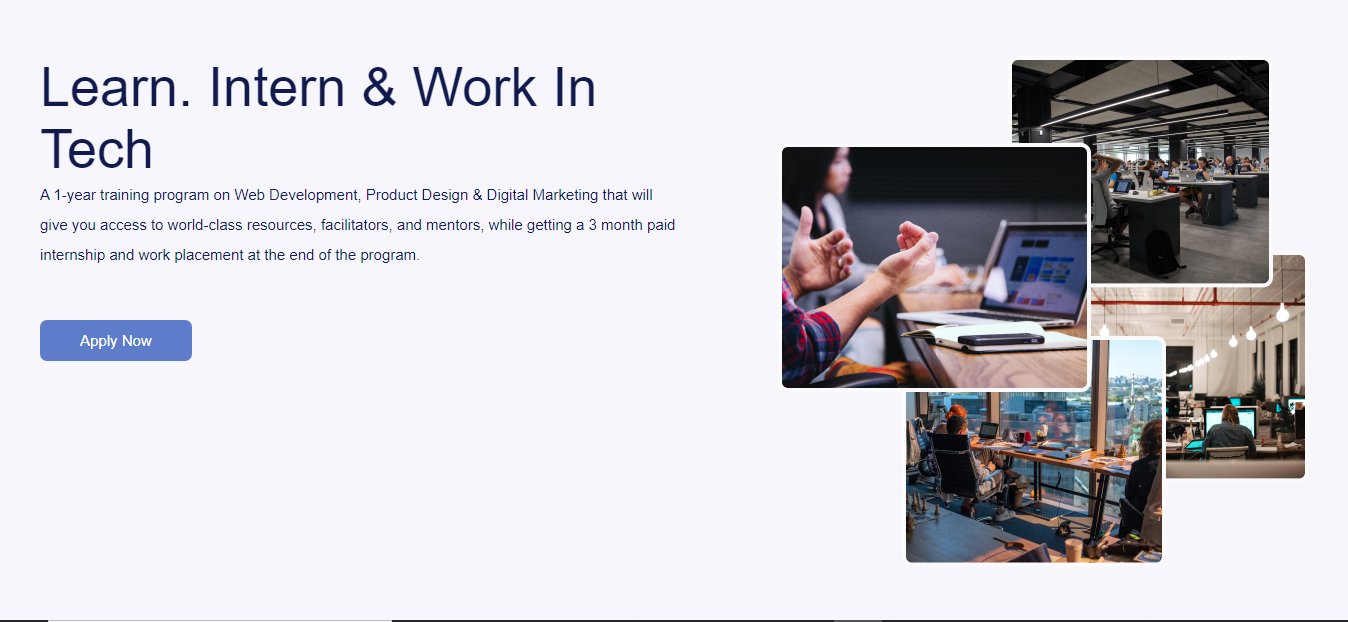 Learn. Intern & Work In
Tech
A 1-year training program on Web Development, Product Design & Digital Marketing that will
give you access to world-class resources, facilitators, and mentors, while getting a 3 month paid
internship and work placement at the end of the program.
Apply Now